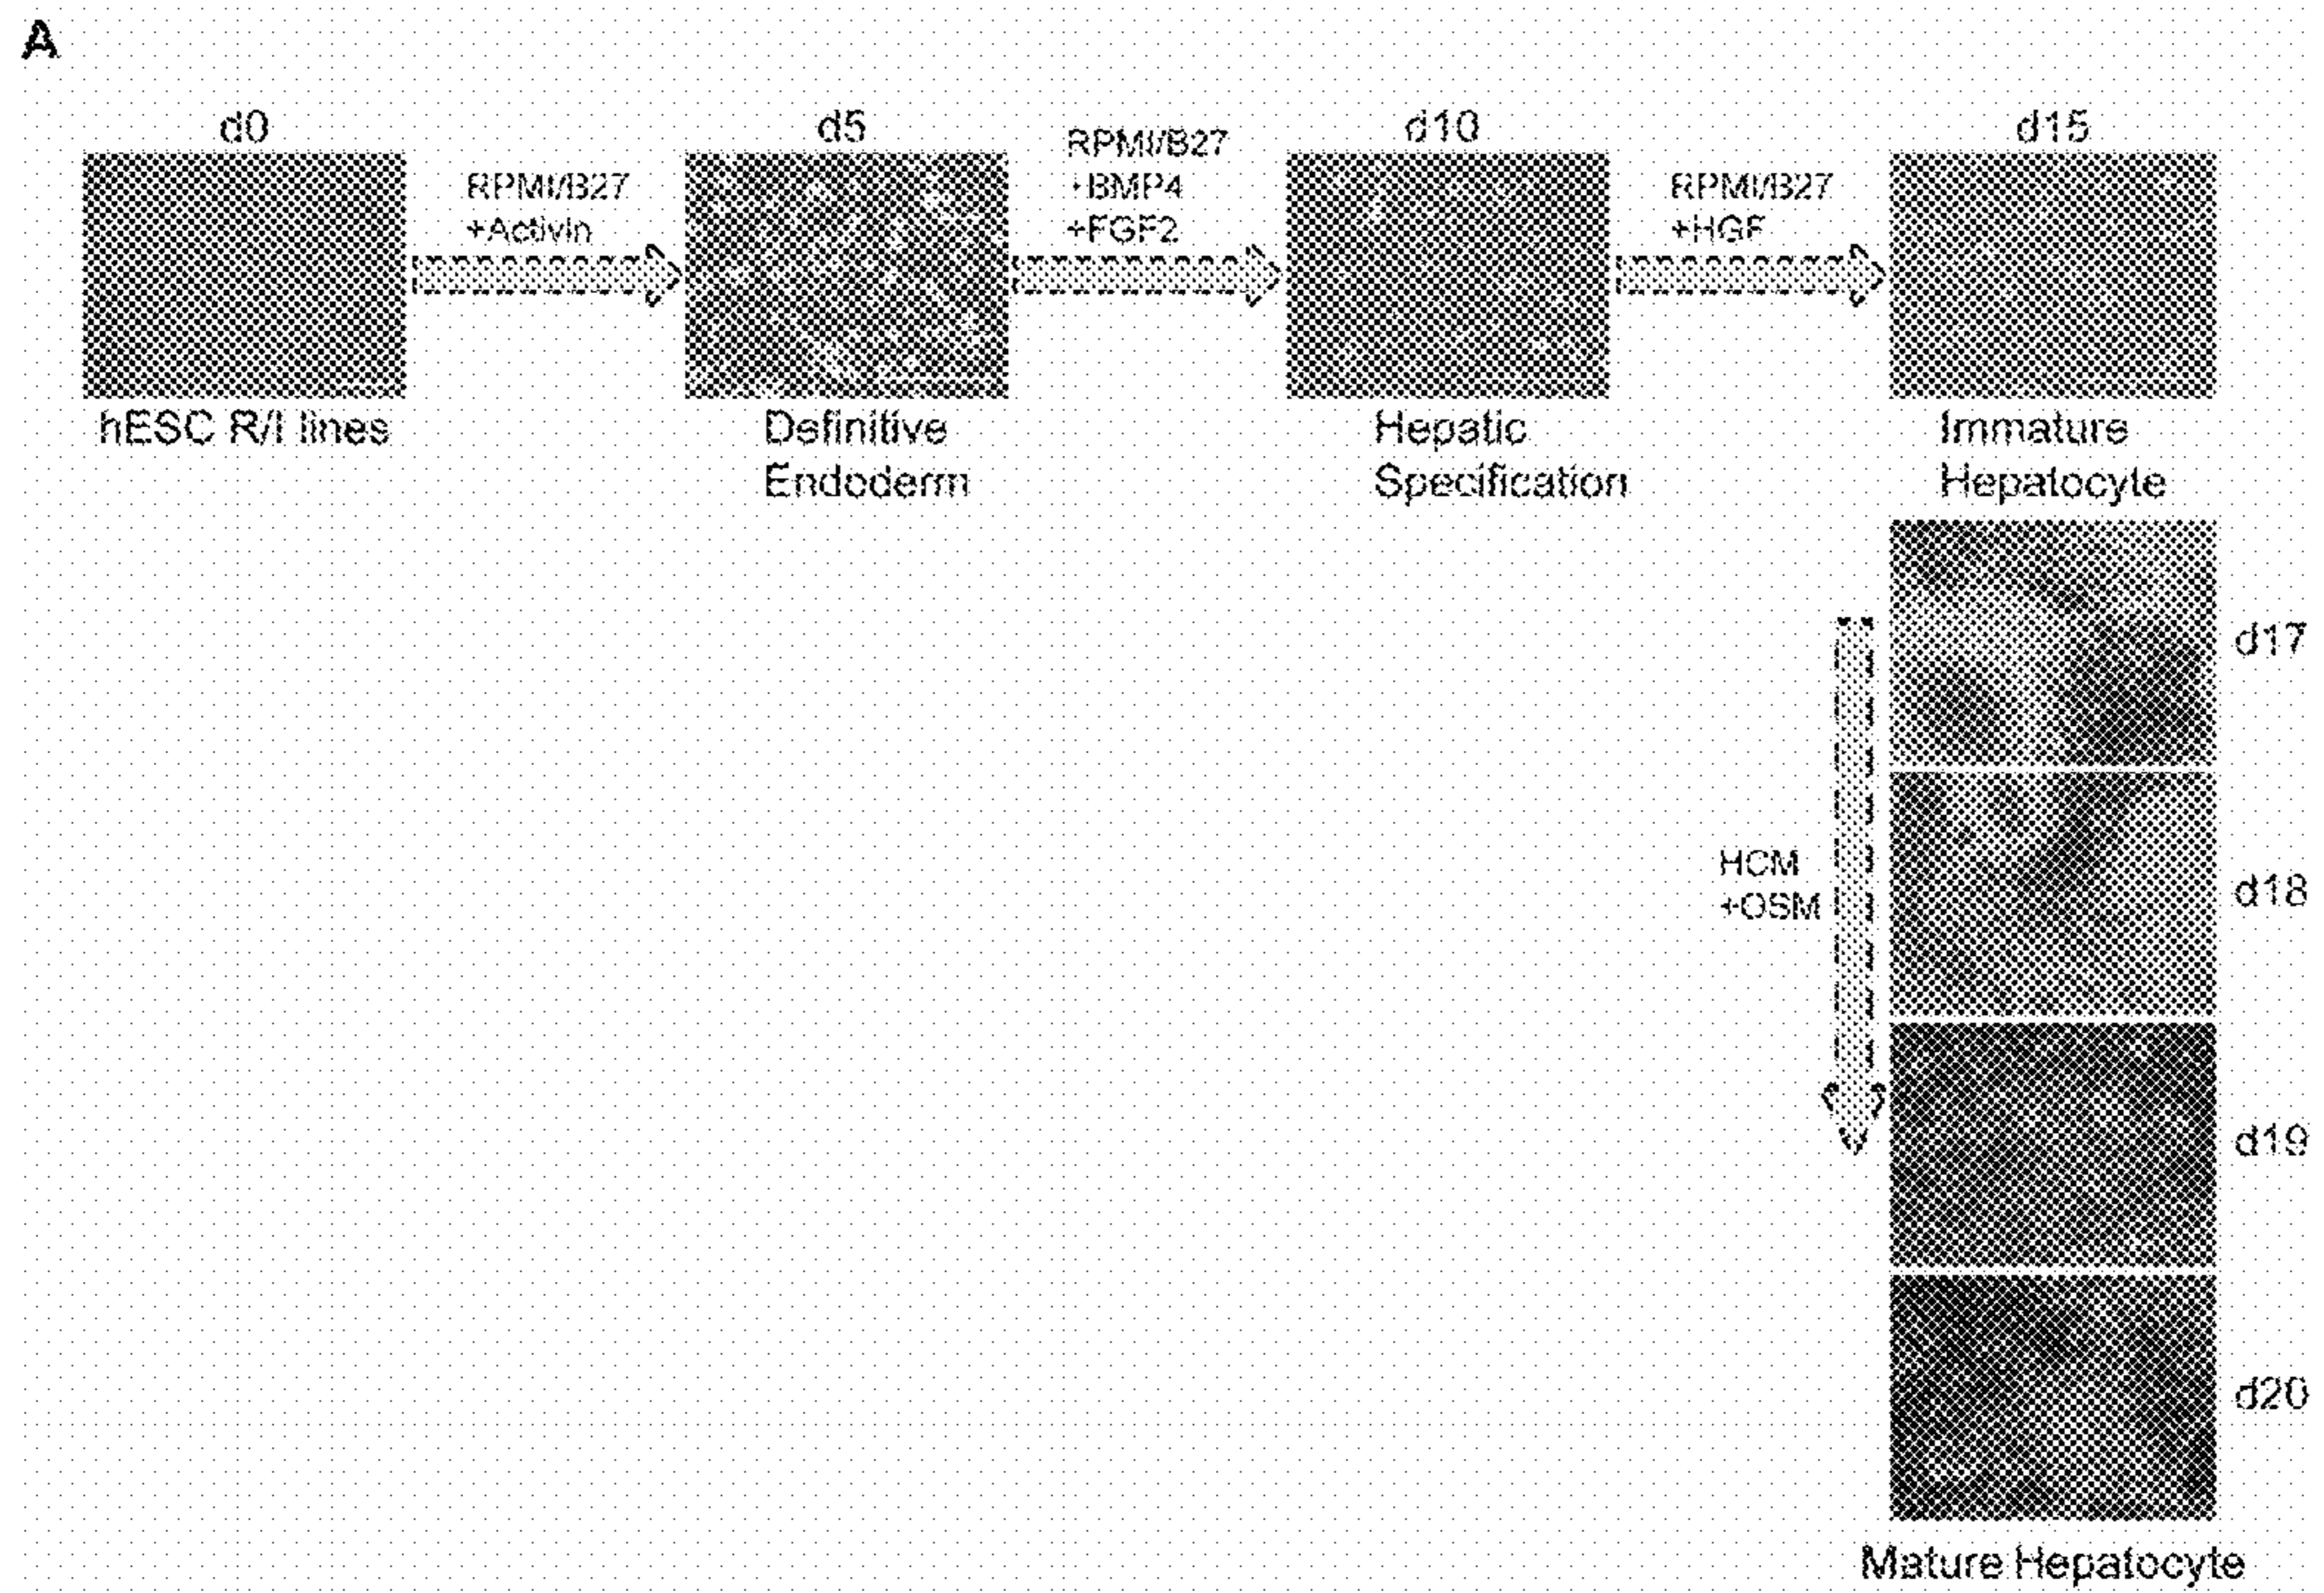 A
d0
RPMI/B27
+Activin
d5
RPMI/B27
+BMP4
+FGF2
d10
RPMI/B27
+HGF
d15
hESC R/I lines
Definitive
Endoderm
Hepatic
Specification
Immature
Hepatocyte
d17
HCM
+OSM
d18
d19
d20
Mature Hepatocyte